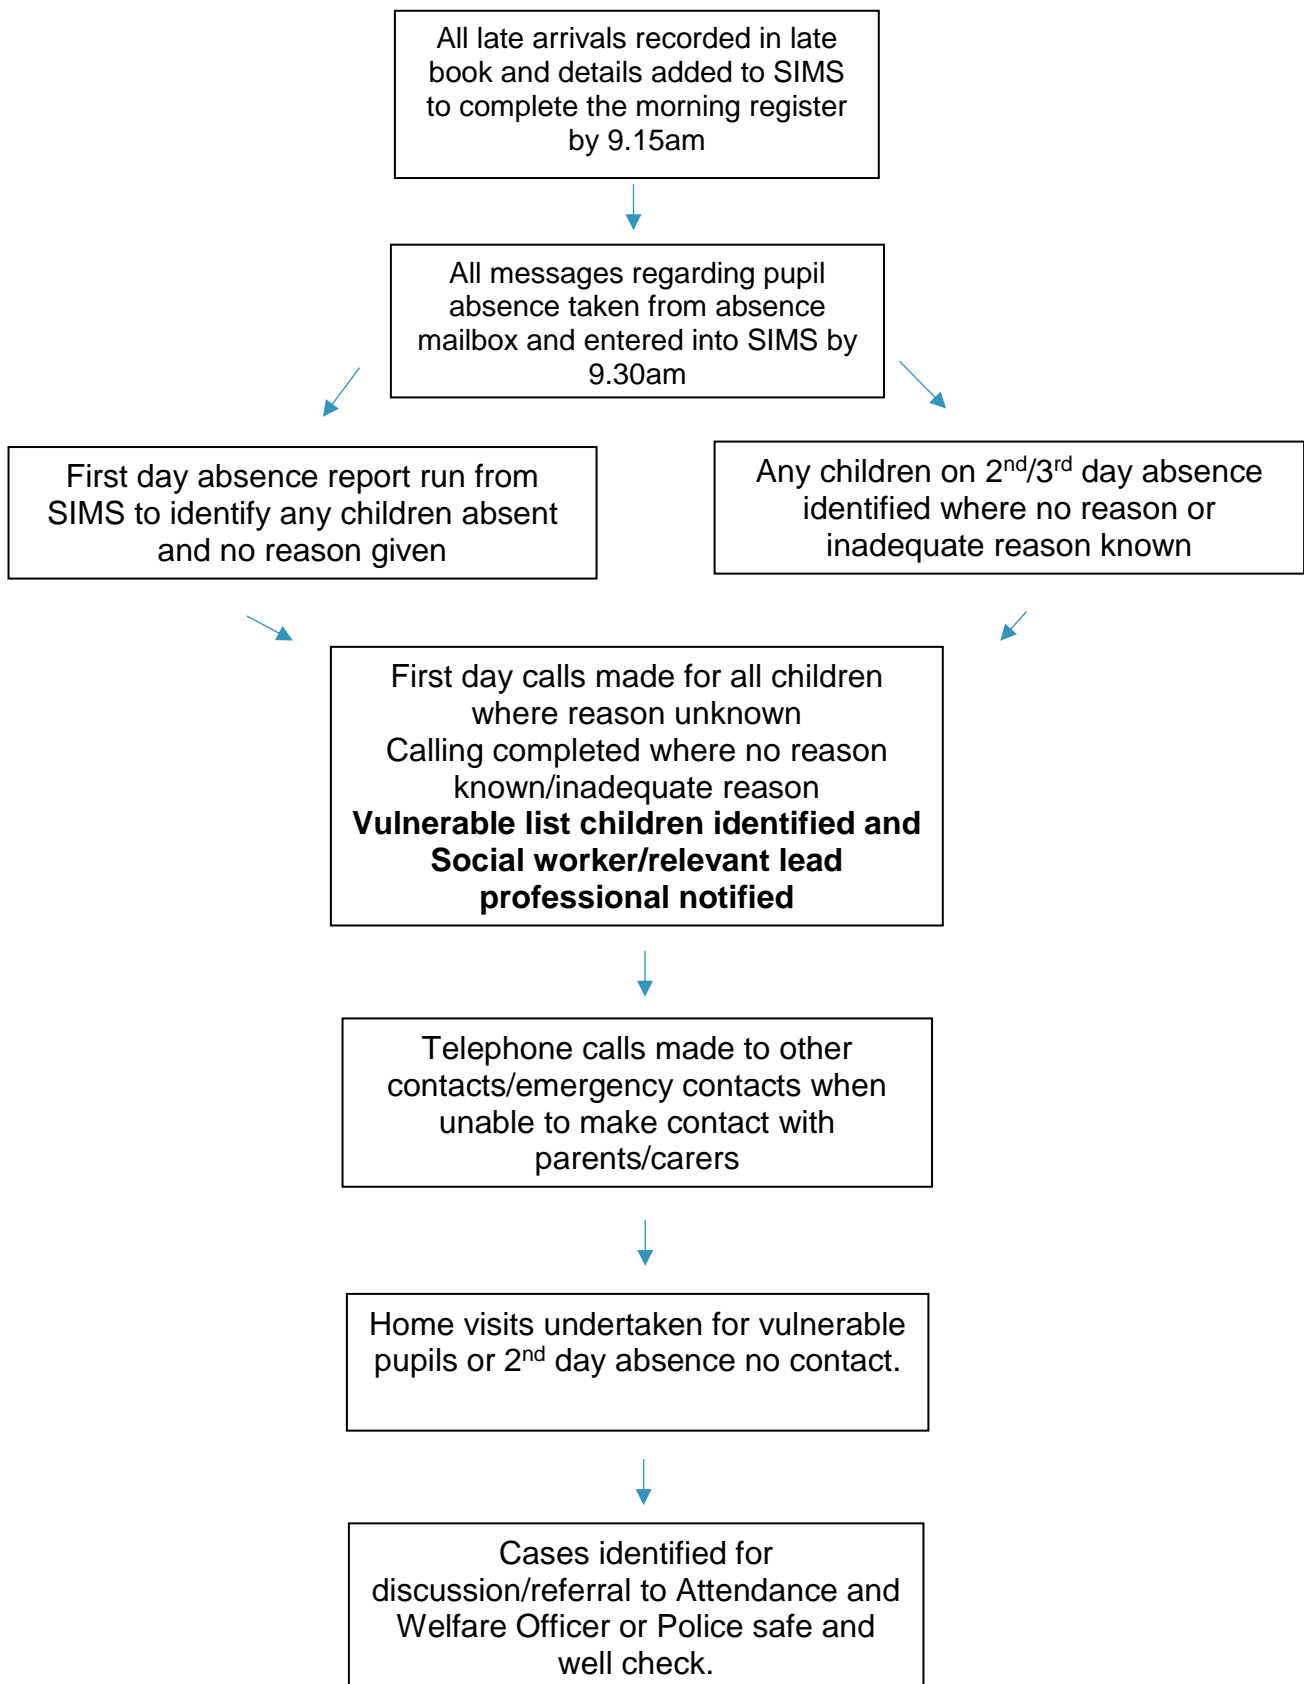 All late arrivals recorded in late
book and details added to SIMS
to complete the morning register
by 9.15am
All messages regarding pupil
absence taken from absence
mailbox and entered into SIMS by
9.30am
First day absence report run from
SIMS to identify any children absent
and no reason given
Any children on 2nd/3rd day absence
identified where no reason or
inadequate reason known
First day calls made for all children
where reason unknown
Calling completed where no reason
known/inadequate reason
Vulnerable list children identified and
Social worker/relevant lead
professional notified
Telephone calls made to other
contacts/emergency contacts when
unable to make contact with
parents/carers
Home visits undertaken for vulnerable
pupils or 2nd day absence no contact.
Cases identified for
discussion/referral to Attendance and
Welfare Officer or Police safe and
well check.